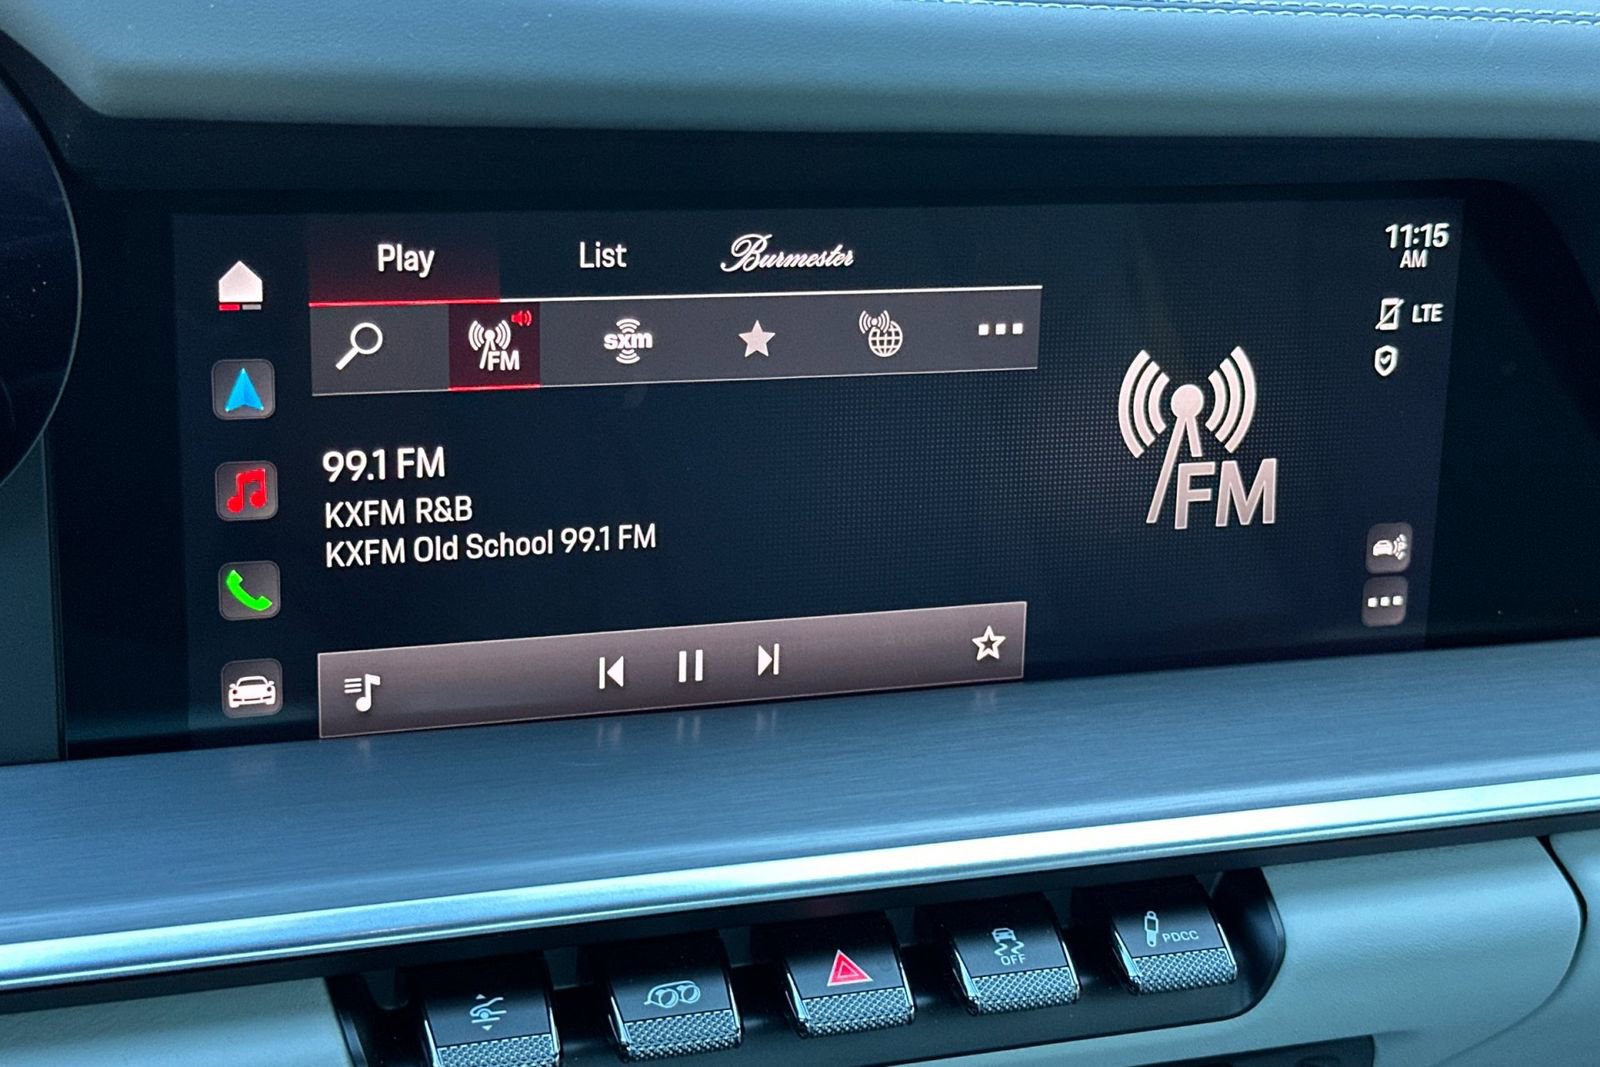 Play
List
Burmester
11:15
AM
FM
sxm
LTE
99.1 FM
KXFM R&B
KXFM Old School 99.1 FM
FM
OFF
PDCC